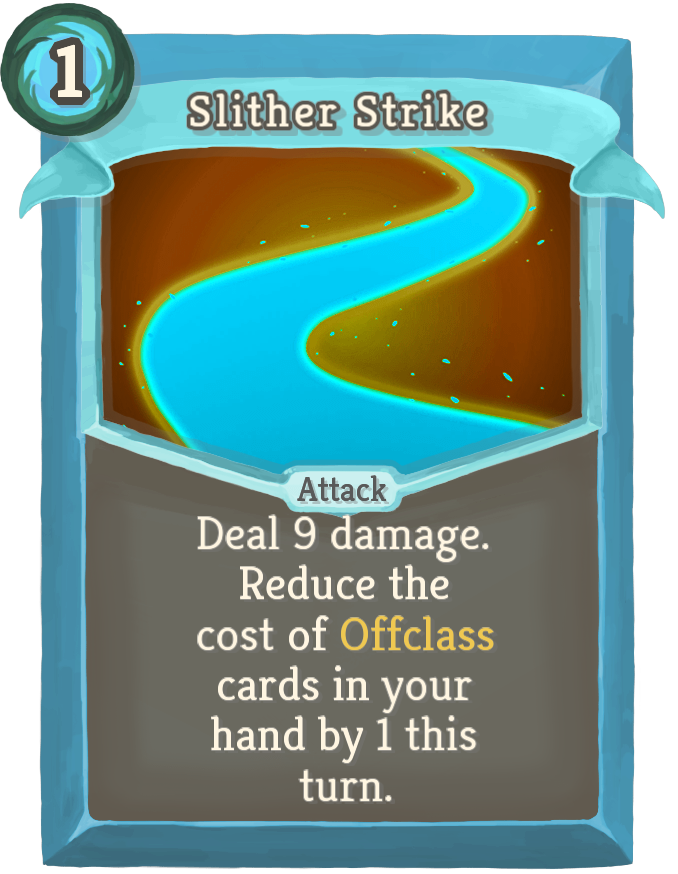 1
Slither Strike
Attack
Deal 9 damage.
Reduce the
cost of Offclass
cards in your
hand by 1 this
turn.